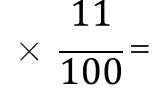 × 11/100 =